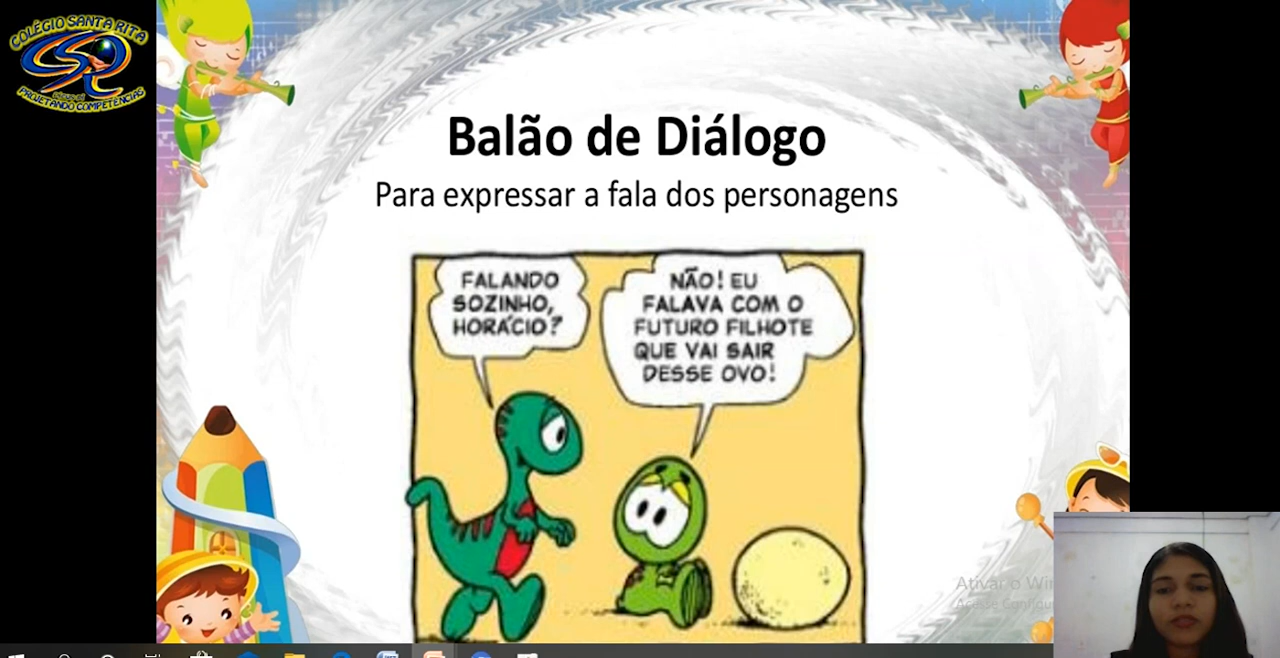 COLÉGIO SANTA RITA
PROJETANDO COMPETÊNCIAS
Balão de Diálogo
Para expressar a fala dos personagens
FALANDO
SOZINHO,
HORÁCIO?
NÃO! EU
FALAVA COM O
FUTURO FILHOTE
QUE VAI SAIR
DESSE OVO!
Ativar o